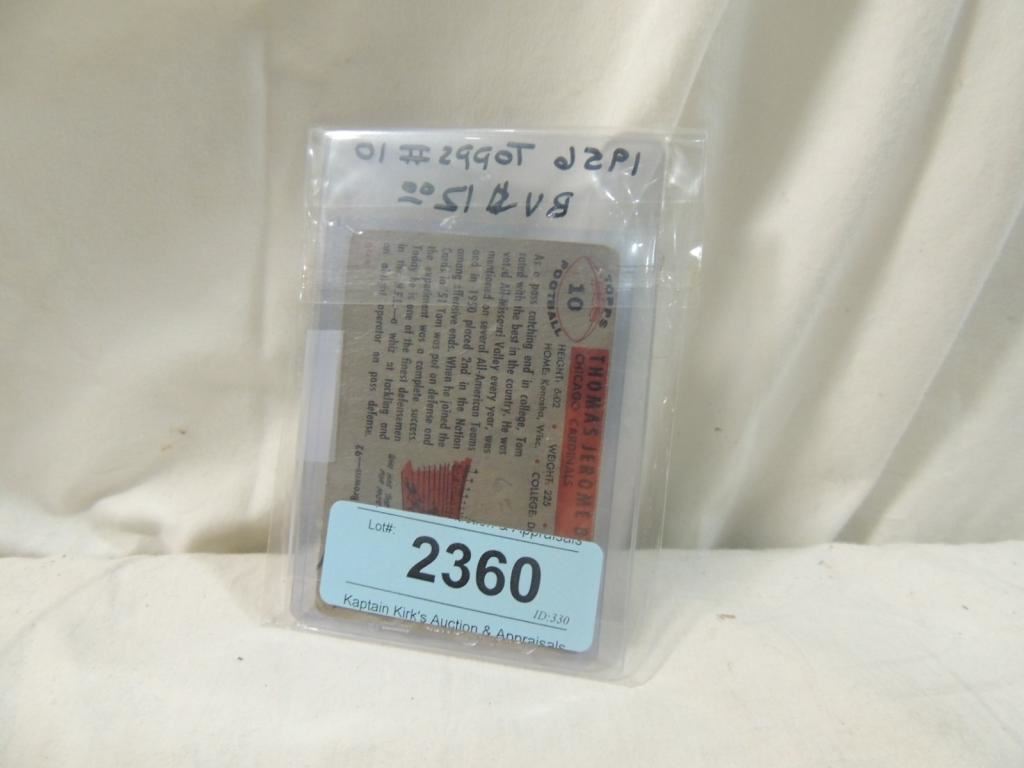 1956 TOPPS # 10
BV $15.00
TOPPS
10
FOOTBALL
THOMAS JEROME B
CHICAGO CARDINALS
HEIGHT: 6:02 • WEIGHT: 225 •
HOME: Kenosha, Wisc. • COLLEGE: D
As a pass catching end in college, Tom
rated with the best in the country. He was
voted All-Missouri Valley every year, was
mentioned on several All-American Teams
and in 1950 placed 2nd in the Nation
among offensive ends. When he joined the
Cards in '51 Tom was put on defense and
the experiment was a complete success.
Today he is one of the finest defensemen
in the N.F.L.—a whiz at tackling and
an expert operator on pass defense.
& Appraisals
Lot#:
2360
ID:330
Kaptain Kirk's Auction & Appraisals